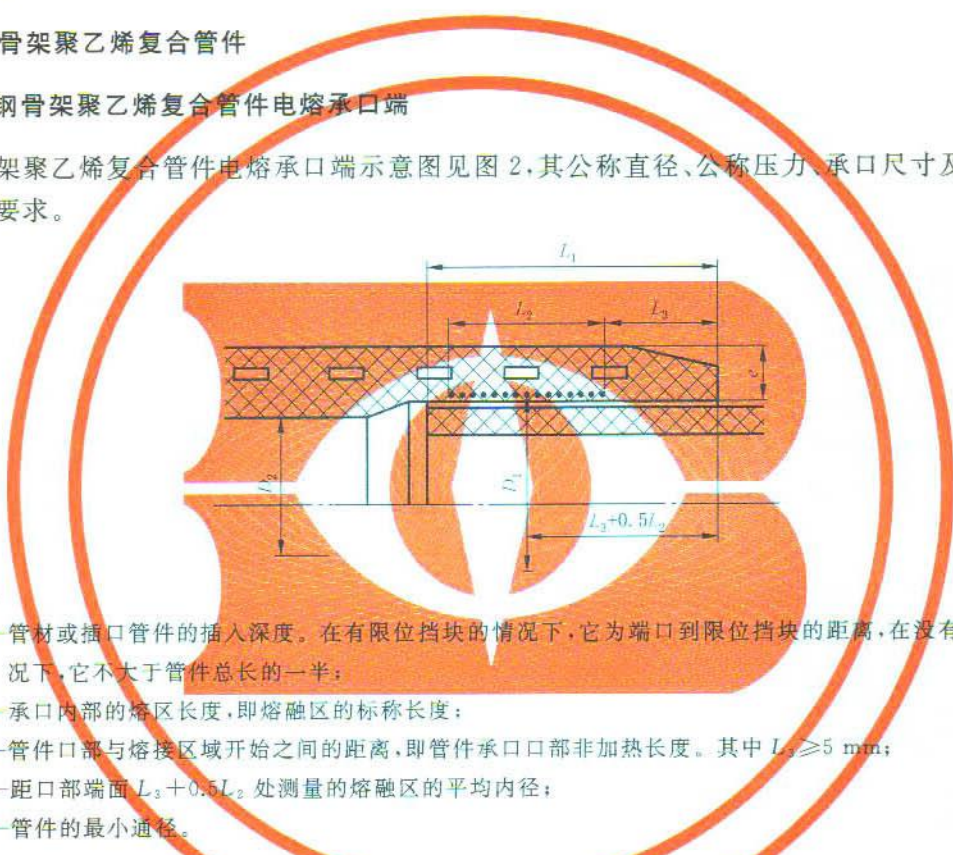 骨架聚乙烯复合管件
钢骨架聚乙烯复合管件电熔承口端
架聚乙烯复合管件电熔承口端示意图见图 2,其公称直径、公称压力、承口尺寸及
要求。
L₁
L₂
L₃
e
D₂
D₁
L₃+0.5L₂
管材或插口管件的插入深度。在有限位挡块的情况下,它为端口到限位挡块的距离,在没有
况下,它不大于管件总长的一半;
承口内部的熔区长度,即熔融区的标称长度;
管件口部与熔接区域开始之间的距离,即管件承口口部非加热长度。其中 L₃≥5 mm;
距口部端面 L₃+0.5L₂ 处测量的熔融区的平均内径;
管件的最小通径。